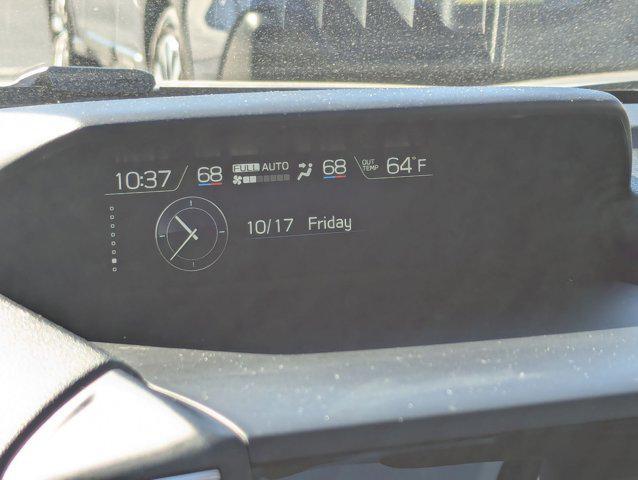 10:37 68 FULL AUTO 68 OUT TEMP 64°F
10/17 Friday